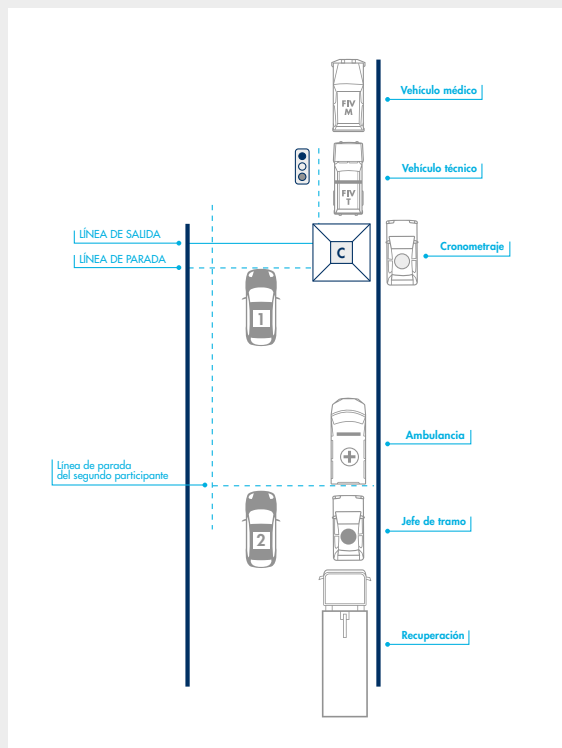 Vehículo médico
FIV
M
Vehículo técnico
FIV
T
LÍNEA DE SALIDA
C
Cronometraje
LÍNEA DE PARADA
1
Ambulancia
Línea de parada
del segundo participante
2
Jefe de tramo
Recuperación